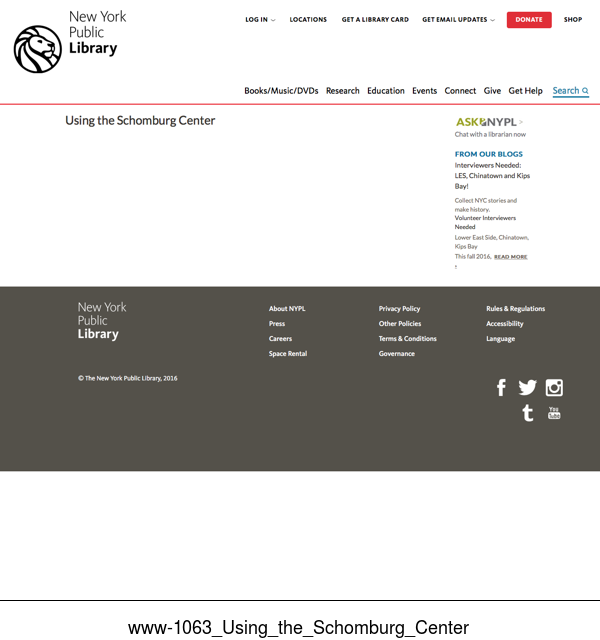 New York
Public
Library
LOG IN LOCATIONS GET A LIBRARY CARD GET EMAIL UPDATES DONATE SHOP
Books/Music/DVDs Research Education Events Connect Give Get Help Search
Using the Schomburg Center
ASK NYPL >
Chat with a librarian now
FROM OUR BLOGS
Interviewers Needed:
LES, Chinatown and Kips
Bay!
Collect NYC stories and
make history.
Volunteer Interviewers
Needed
Lower East Side, Chinatown,
Kips Bay
This fall 2016, READ MORE
New York
Public
Library
About NYPL
Press
Careers
Space Rental
Privacy Policy
Other Policies
Terms & Conditions
Governance
Rules & Regulations
Accessibility
Language
© The New York Public Library, 2016
You
Tube
www-1063_Using_the_Schomburg_Center